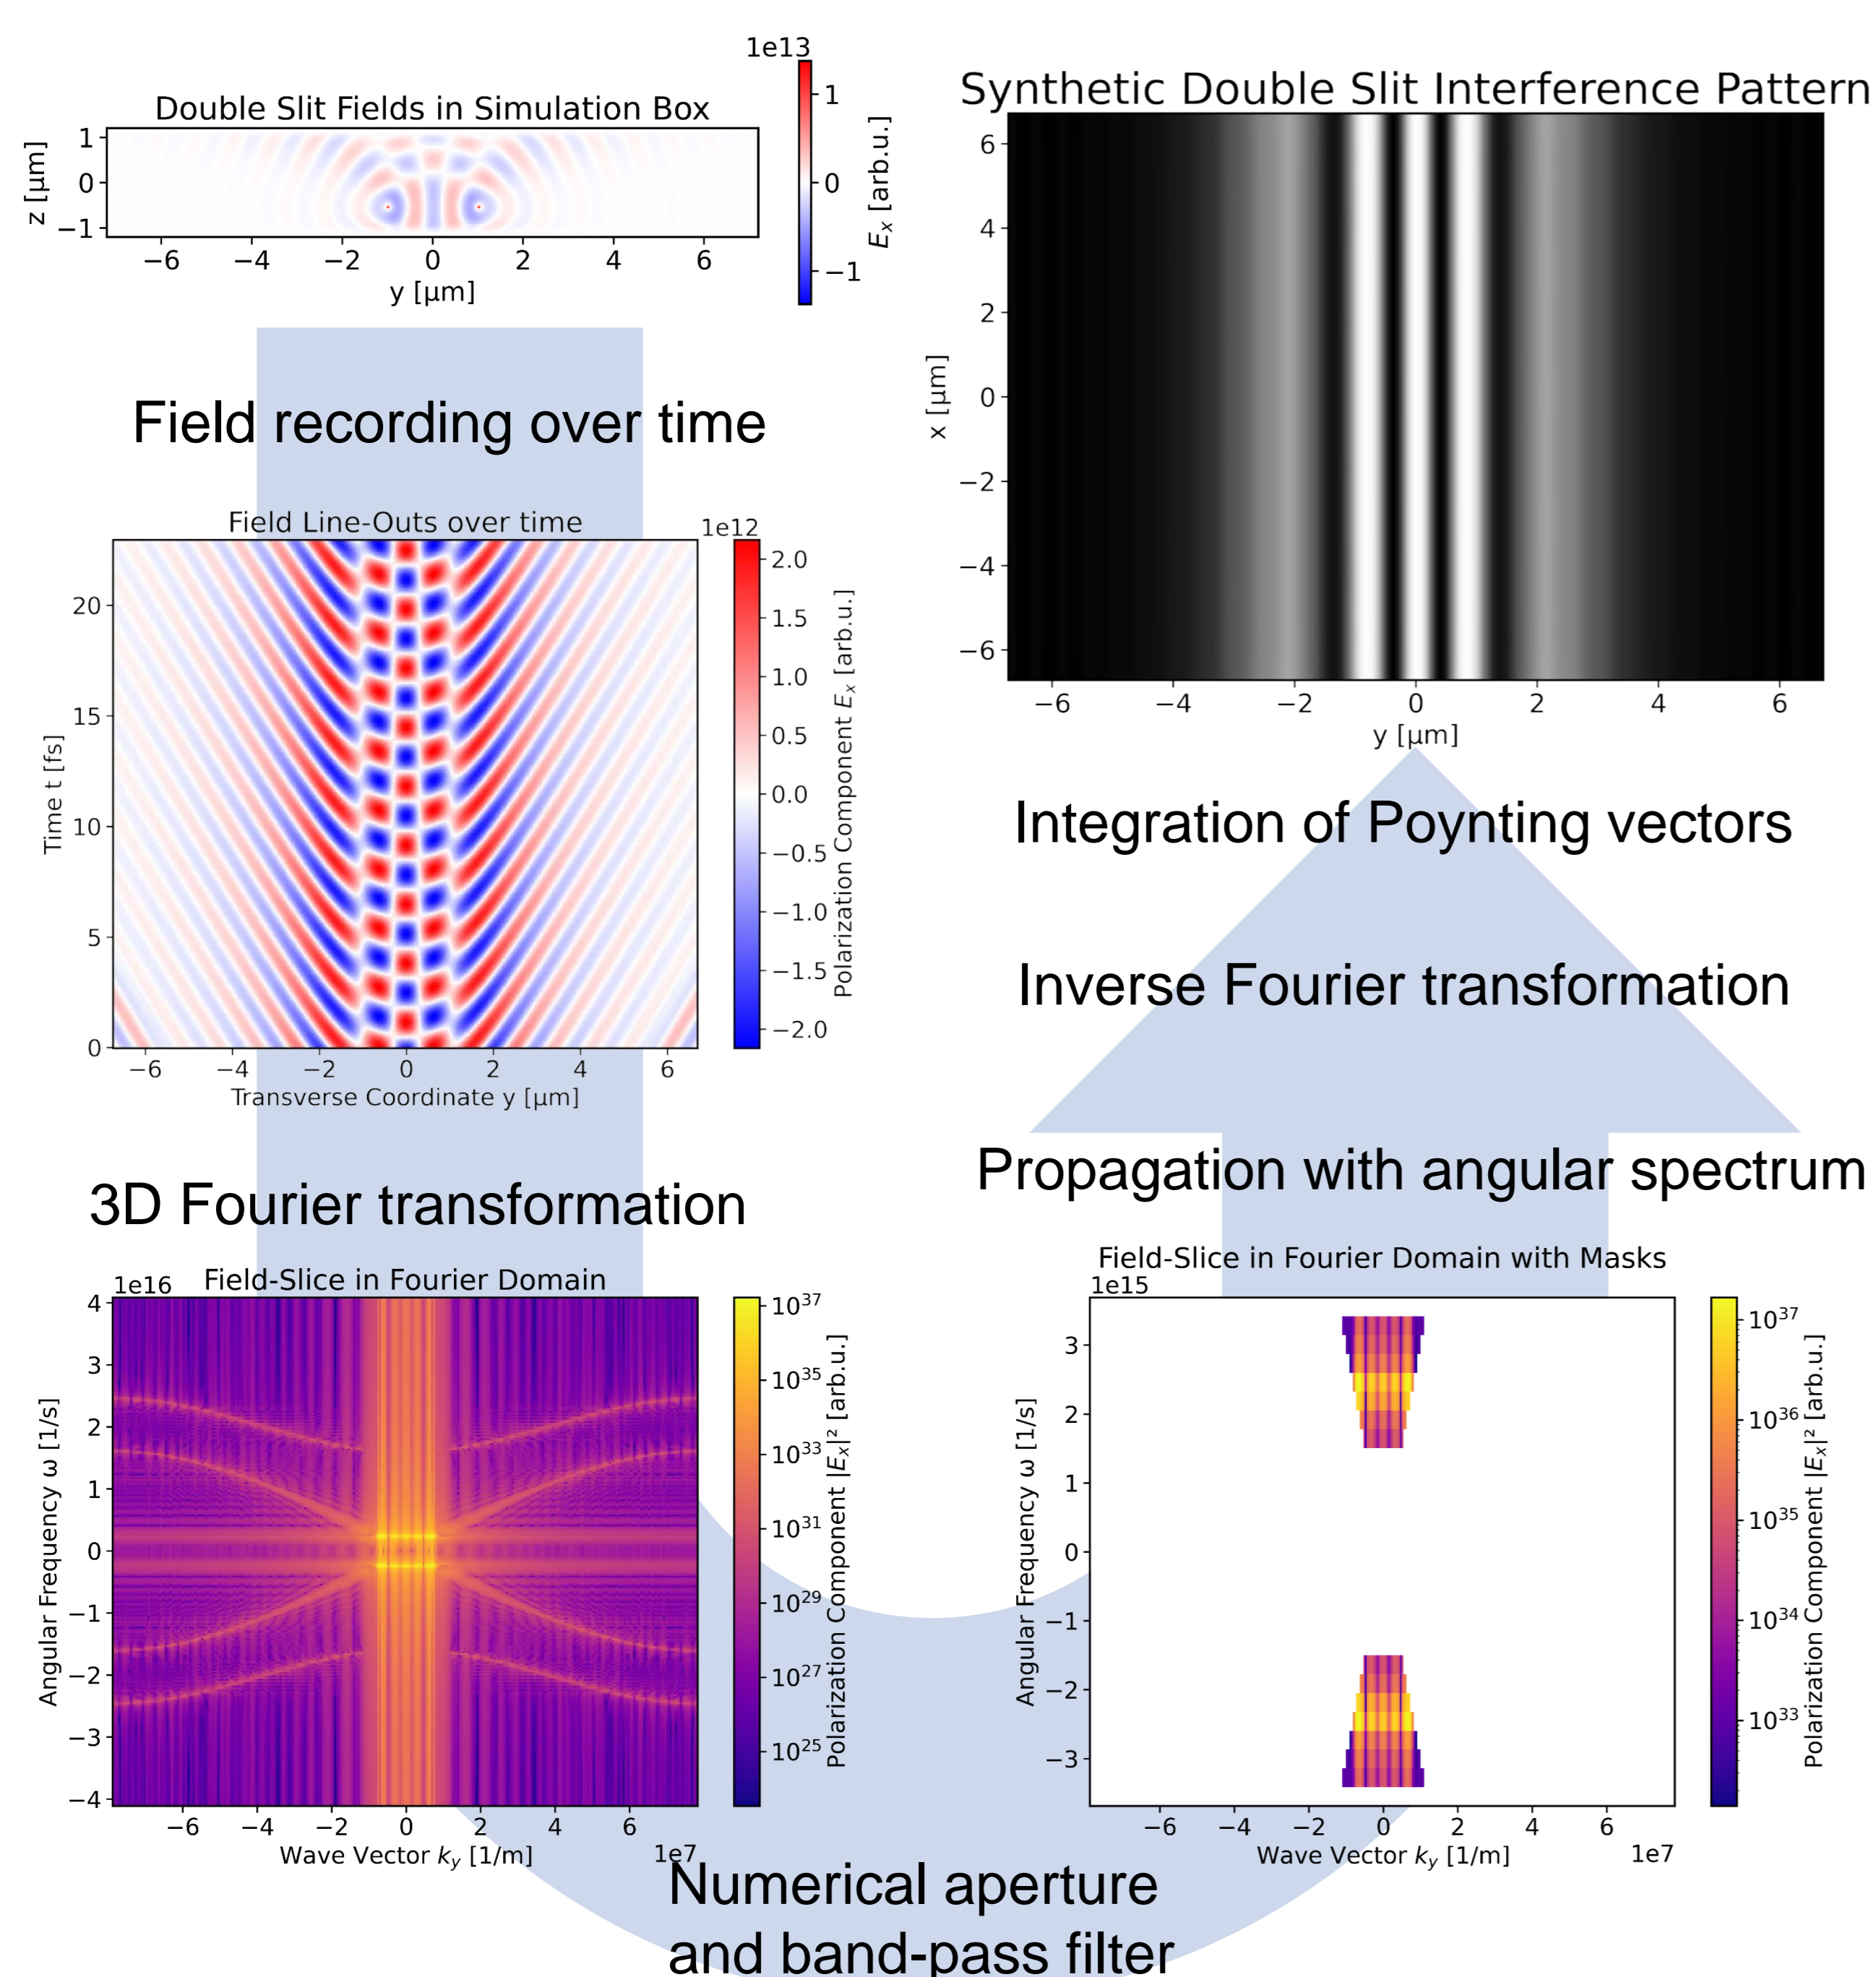 1e13
Double Slit Fields in Simulation Box
1
0
−1
z [µm]
−6 −4 −2 0 2 4 6
y [µm]
1
0
−1
E_x [arb.u.]
Field recording over time
Field Line-Outs over time
1e12
20
15
10
5
0
Time t [fs]
−6 −4 −2 0 2 4 6
Transverse Coordinate y [µm]
2.0
1.5
1.0
0.5
0.0
−0.5
−1.0
−1.5
−2.0
Polarization Component E_x [arb.u.]
3D Fourier transformation
1e16 Field-Slice in Fourier Domain
4
3
2
1
0
−1
−2
−3
−4
Angular Frequency ω [1/s]
−6 −4 −2 0 2 4 6
Wave Vector k_y [1/m]
1e7
10^37
10^35
10^33
10^31
10^29
10^27
10^25
Polarization Component |E_x|² [arb.u.]
Numerical aperture
and band-pass filter
Field-Slice in Fourier Domain with Masks
1e15
3
2
1
0
−1
−2
−3
Angular Frequency ω [1/s]
−6 −4 −2 0 2 4 6
Wave Vector k_y [1/m]
1e7
10^37
10^36
10^35
10^34
10^33
Polarization Component |E_x|² [arb.u.]
Propagation with angular spectrum
Inverse Fourier transformation
Integration of Poynting vectors
Synthetic Double Slit Interference Pattern
6
4
2
0
−2
−4
−6
x [µm]
−6 −4 −2 0 2 4 6
y [µm]